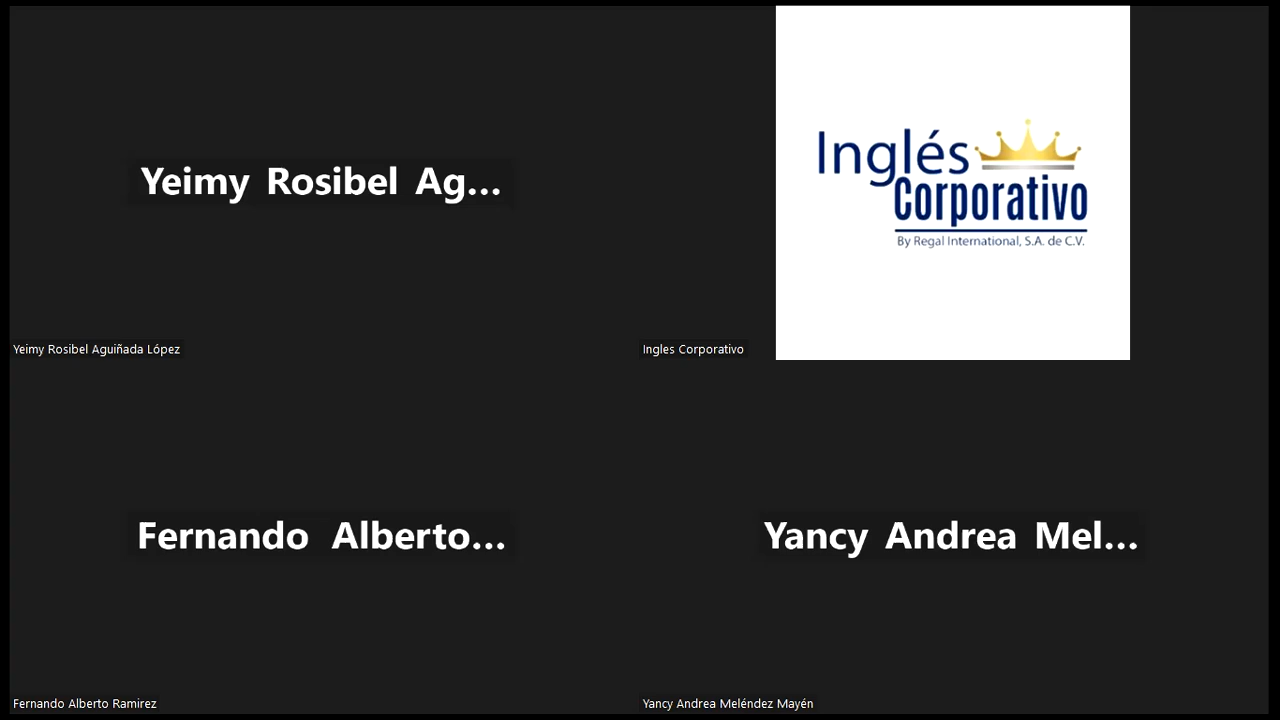 Yeimy Rosibel Ag...
Yeimy Rosibel Aguiñada López
Inglés
Corporativo
By Regal International, S.A. de C.V.
Ingles Corporativo
Fernando Alberto...
Fernando Alberto Ramirez
Yancy Andrea Mel...
Yancy Andrea Meléndez Mayén